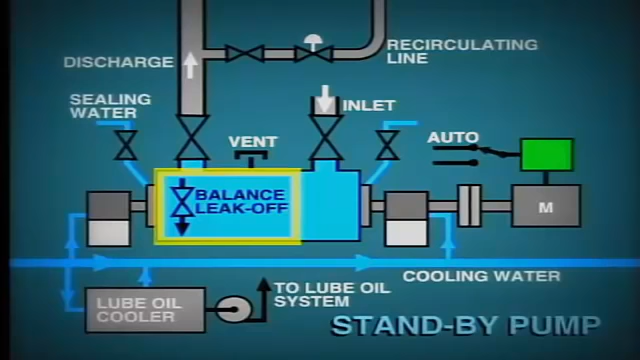 RECIRCULATING
LINE
DISCHARGE
SEALING
WATER
INLET
VENT
AUTO
BALANCE
LEAK-OFF
M
COOLING WATER
LUBE OIL
COOLER
TO LUBE OIL
SYSTEM
STAND-BY PUMP